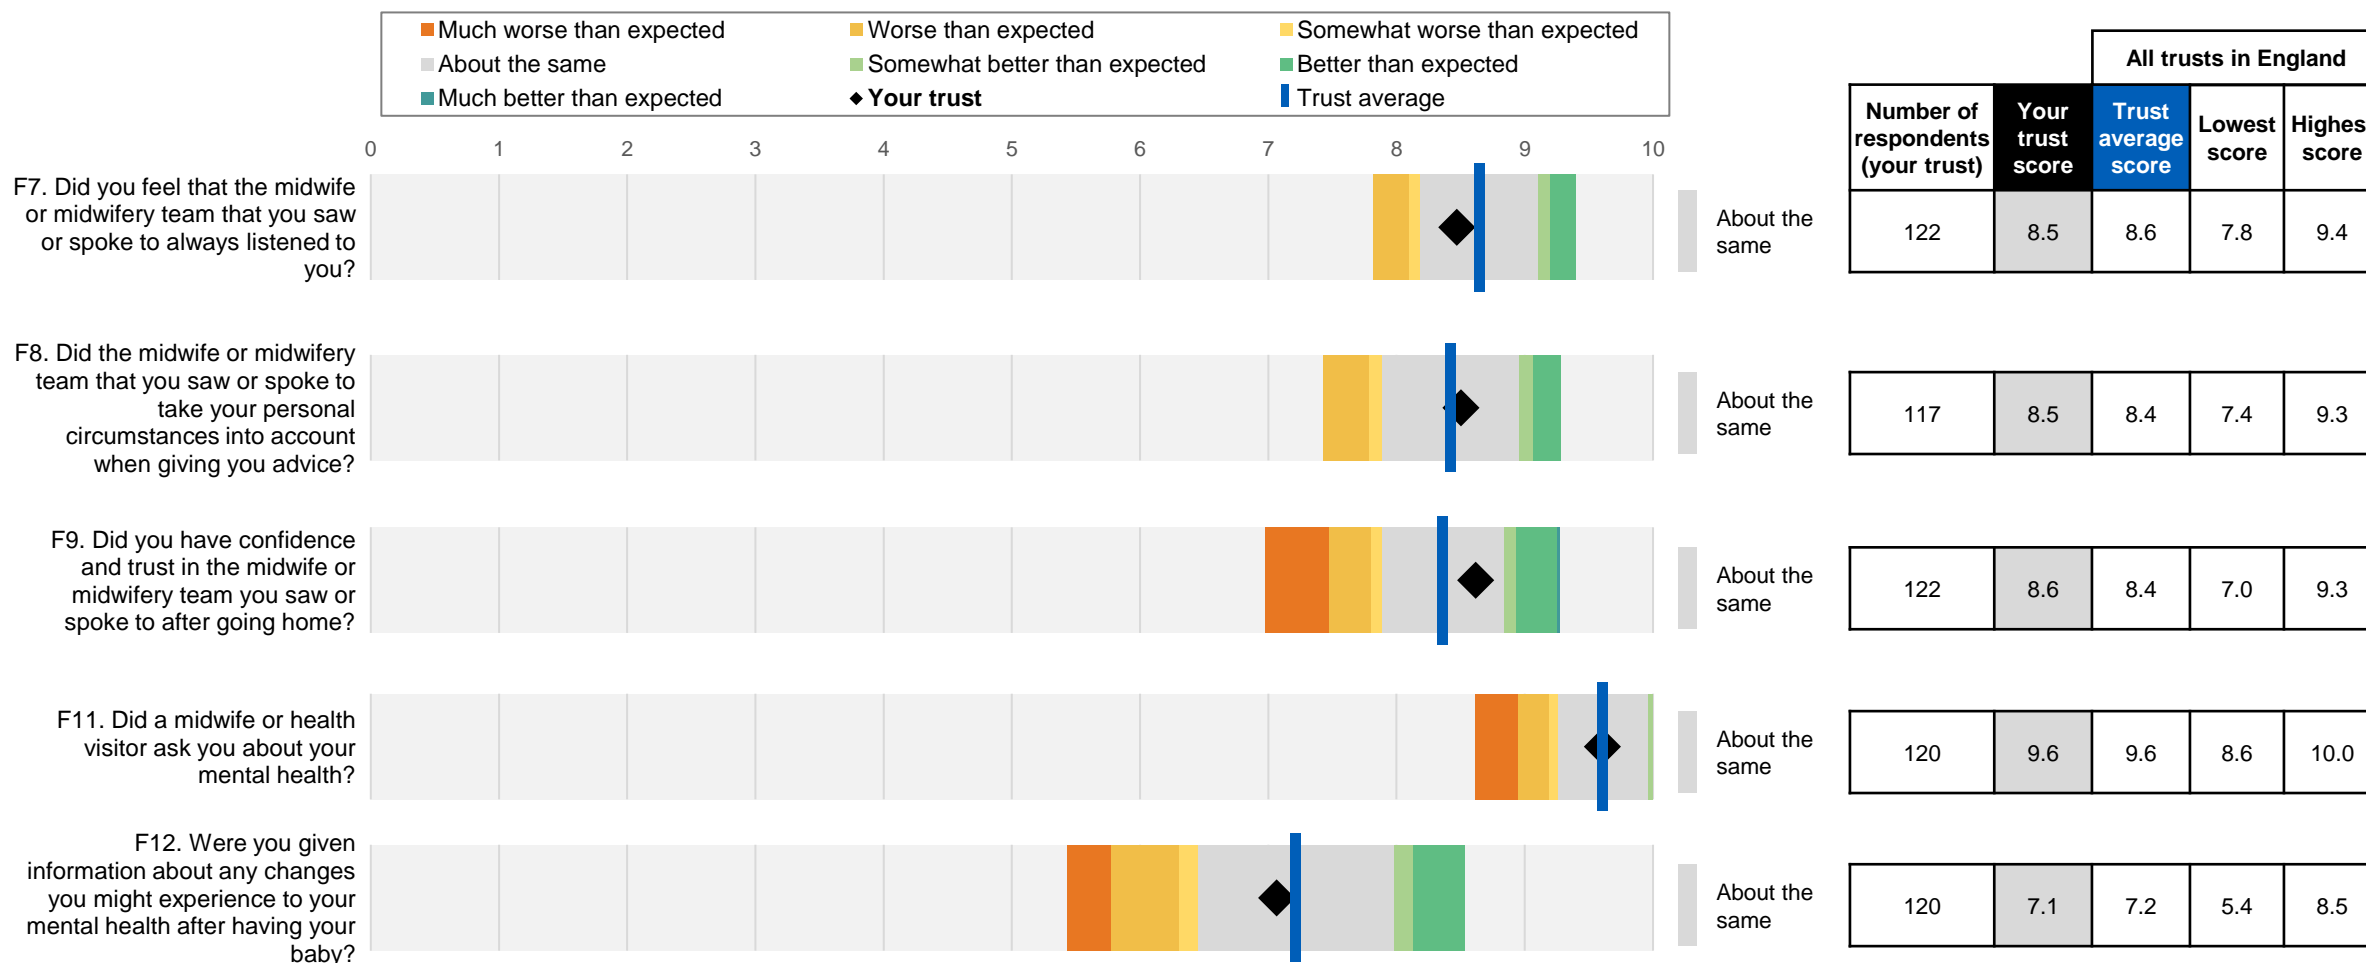 Much worse than expected
Worse than expected
Somewhat worse than expected
About the same
Somewhat better than expected
Better than expected
Much better than expected
Your trust
Trust average
All trusts in England
Number of
respondents
(your trust)
Your
trust
score
Trust
average
score
Lowest
score
Highes
score
0 1 2 3 4 5 6 7 8 9 10
F7. Did you feel that the midwife
or midwifery team that you saw
or spoke to always listened to
you?
About the
same
122 8.5 8.6 7.8 9.4
F8. Did the midwife or midwifery
team that you saw or spoke to
take your personal
circumstances into account
when giving you advice?
About the
same
117 8.5 8.4 7.4 9.3
F9. Did you have confidence
and trust in the midwife or
midwifery team you saw or
spoke to after going home?
About the
same
122 8.6 8.4 7.0 9.3
F11. Did a midwife or health
visitor ask you about your
mental health?
About the
same
120 9.6 9.6 8.6 10.0
F12. Were you given
information about any changes
you might experience to your
mental health after having your
baby?
About the
same
120 7.1 7.2 5.4 8.5